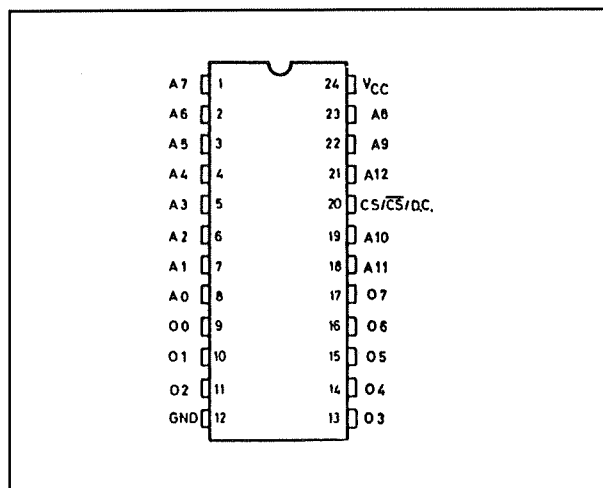 A7 1 24 VCC
A6 2 23 A8
A5 3 22 A9
A4 4 21 A12
A3 5 20 CS/C̅S̅/D.C.
A2 6 19 A10
A1 7 18 A11
A0 8 17 O7
O0 9 16 O6
O1 10 15 O5
O2 11 14 O4
GND 12 13 O3